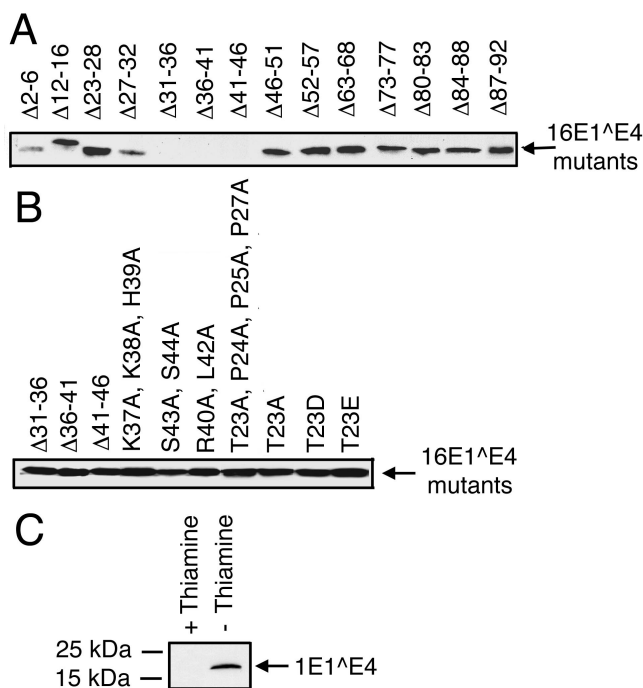 A
Δ2-6
Δ12-16
Δ23-28
Δ27-32
Δ31-36
Δ36-41
Δ41-46
Δ46-51
Δ52-57
Δ63-68
Δ73-77
Δ80-83
Δ84-88
Δ87-92
16E1^E4
mutants
B
Δ31-36
Δ36-41
Δ41-46
K37A, K38A, H39A
S43A, S44A
R40A, L42A
T23A, P24A, P25A, P27A
T23A
T23D
T23E
16E1^E4
mutants
C
+ Thiamine
- Thiamine
25 kDa
15 kDa
1E1^E4